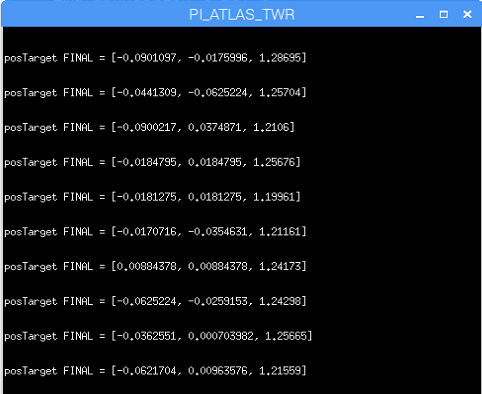 PI_ATLAS_TWR
posTarget FINAL = [-0.0901097, -0.0175996, 1.28695]
posTarget FINAL = [-0.0441309, -0.0625224, 1.25704]
posTarget FINAL = [-0.0900217, 0.0374871, 1.2106]
posTarget FINAL = [-0.0184795, 0.0184795, 1.25676]
posTarget FINAL = [-0.0181275, 0.0181275, 1.19961]
posTarget FINAL = [-0.0170716, -0.0354631, 1.21161]
posTarget FINAL = [0.00884378, 0.00884378, 1.24173]
posTarget FINAL = [-0.0625224, -0.0259153, 1.24298]
posTarget FINAL = [-0.0362551, 0.000703982, 1.25665]
posTarget FINAL = [-0.0621704, 0.00963576, 1.21559]